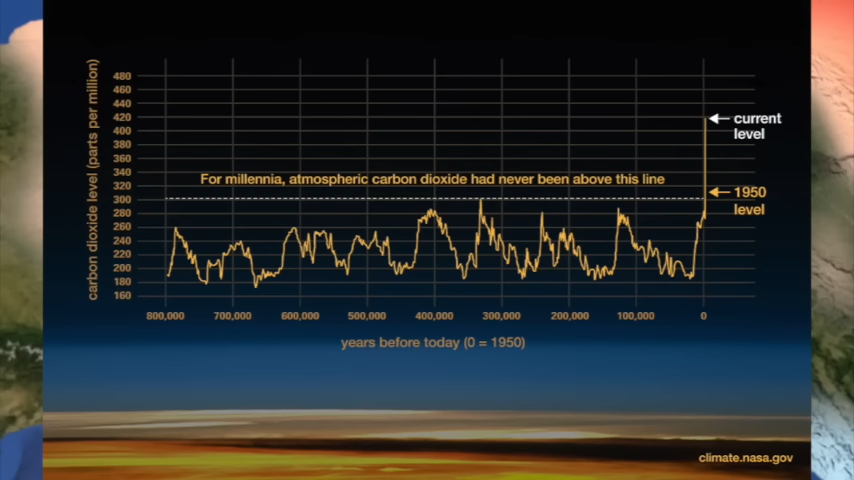 carbon dioxide level (parts per million)
480
460
440
420
400
380
360
340
320
300
280
260
240
220
200
180
160
For millennia, atmospheric carbon dioxide had never been above this line
current
level
1950
level
800,000 700,000 600,000 500,000 400,000 300,000 200,000 100,000 0
years before today (0 = 1950)
climate.nasa.gov